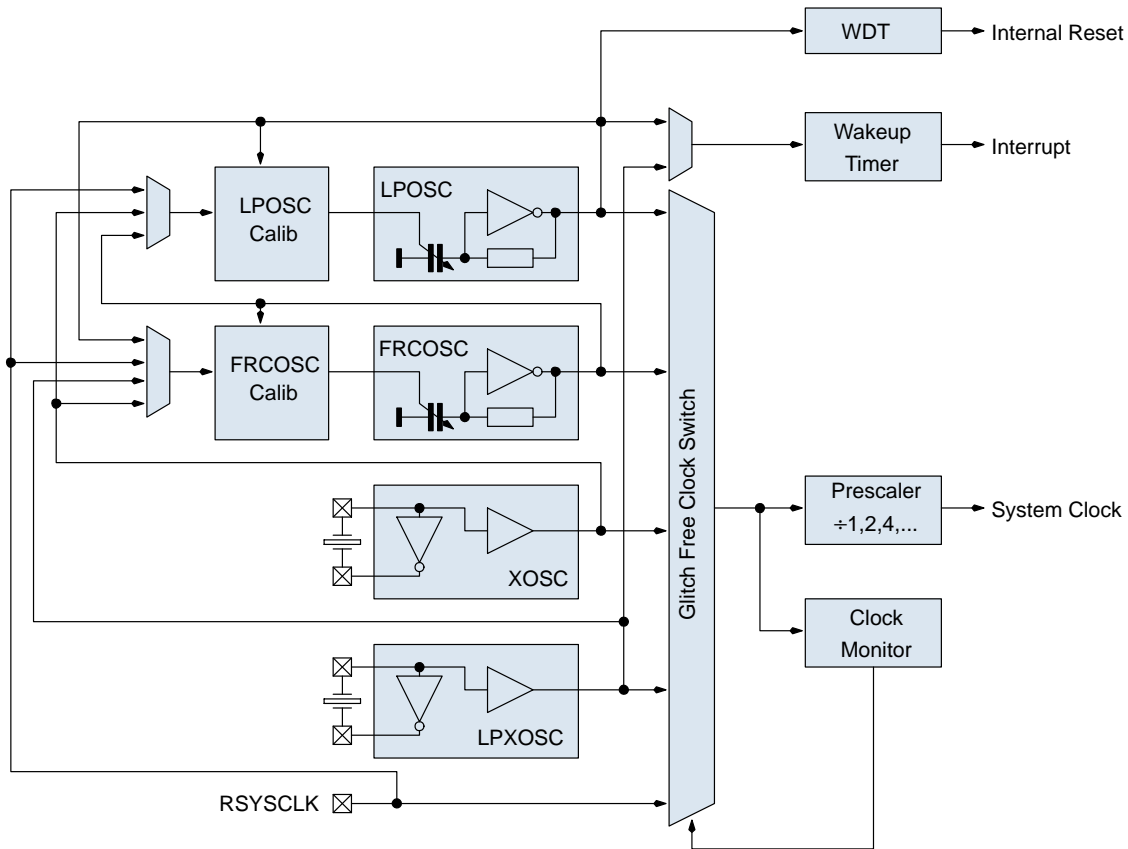 WDT
Internal Reset
Wakeup
Timer
Interrupt
LPOSC
Calib
LPOSC
FRCOSC
Calib
FRCOSC
Glitch Free Clock Switch
Prescaler
÷1,2,4,...
System Clock
XOSC
Clock
Monitor
LPXOSC
RSYSCLK